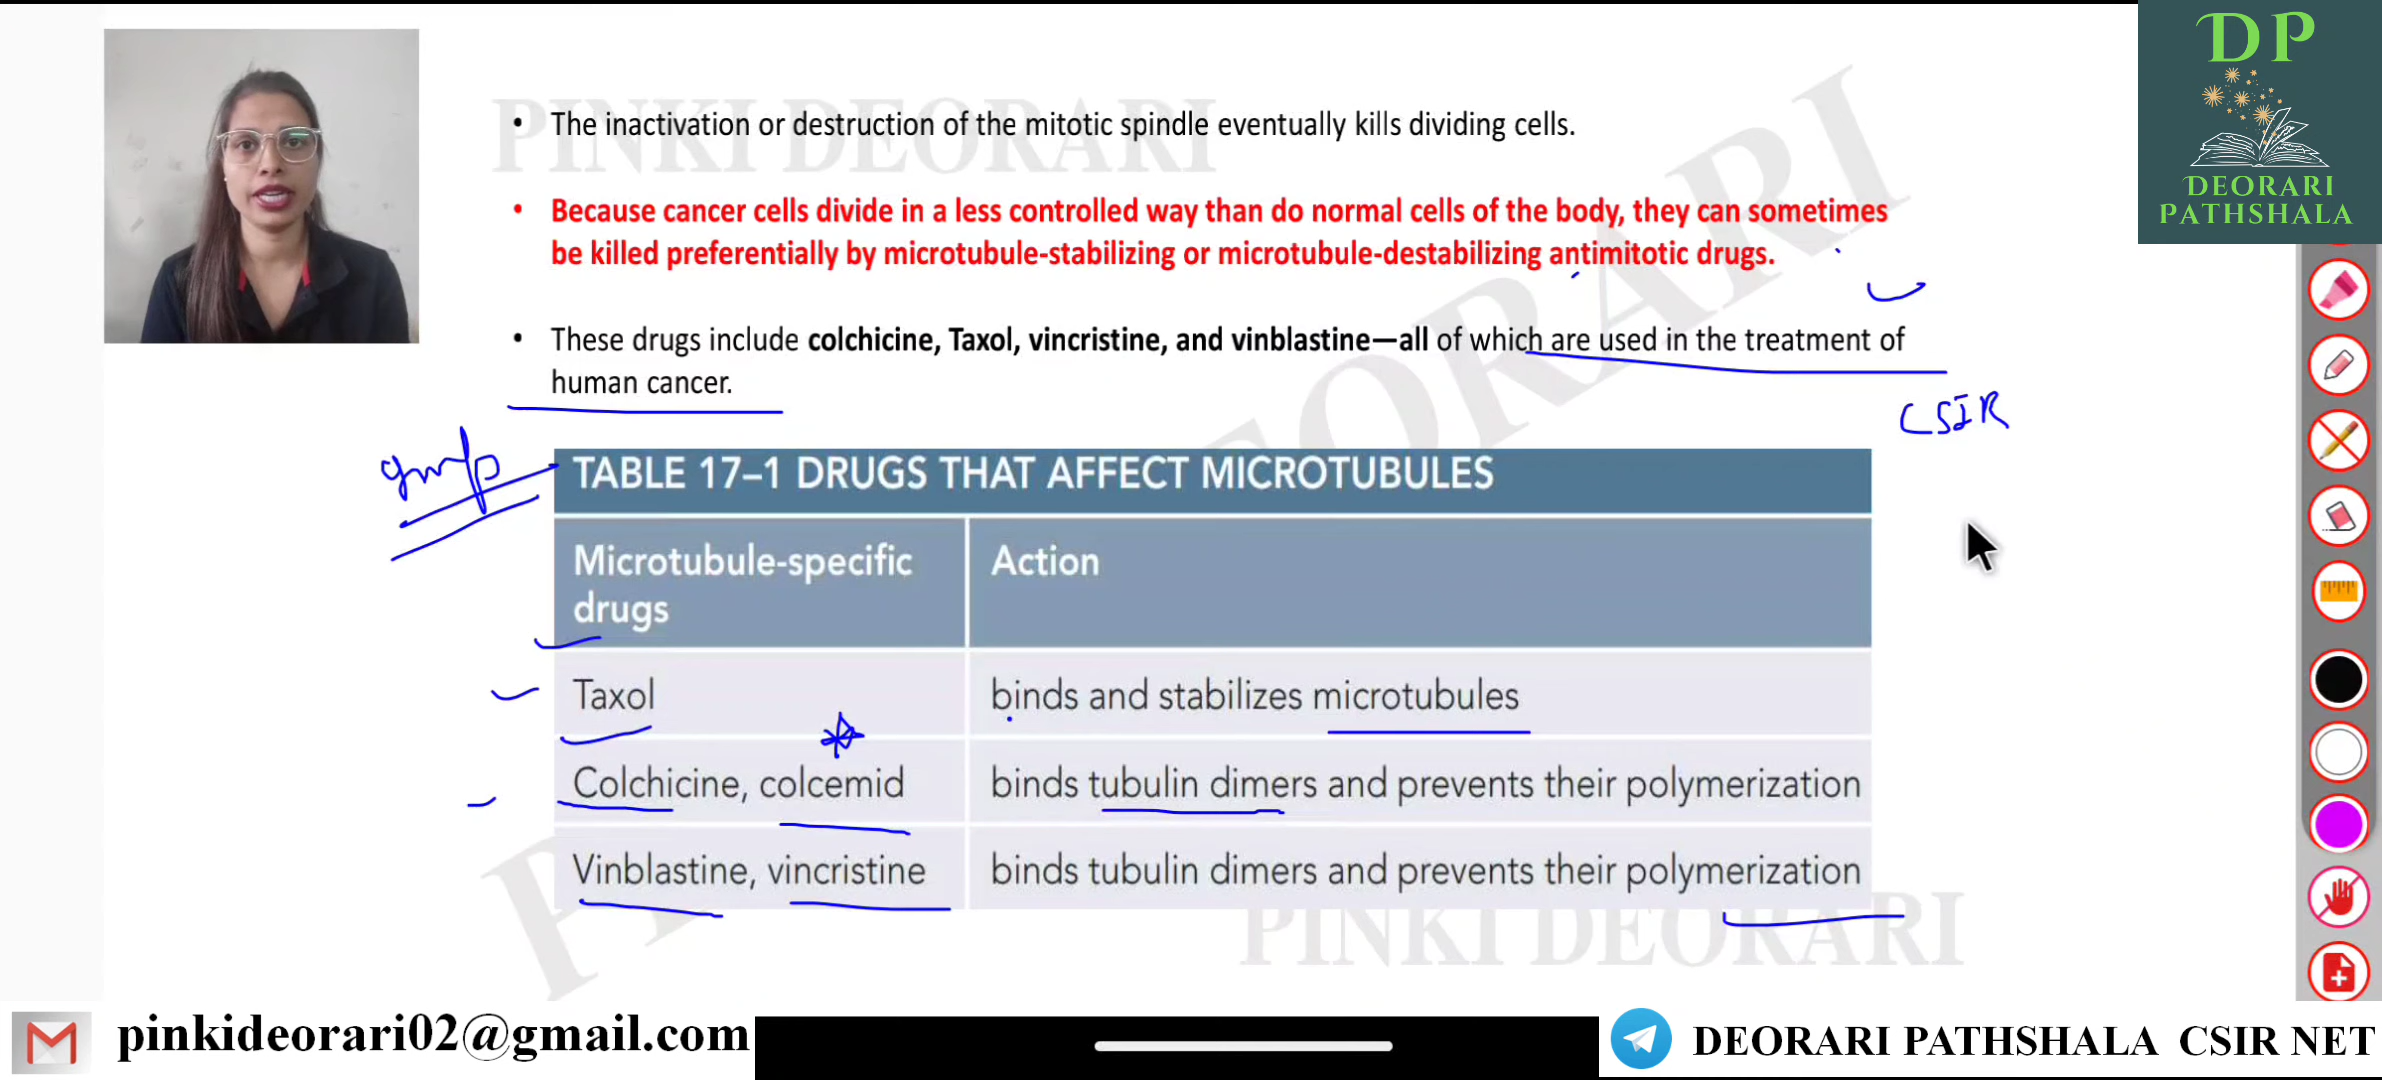 DP
DEORARI
PATHSHALA
PINKI DEORARI
• The inactivation or destruction of the mitotic spindle eventually kills dividing cells.
• Because cancer cells divide in a less controlled way than do normal cells of the body, they can sometimes
be killed preferentially by microtubule-stabilizing or microtubule-destabilizing antimitotic drugs.
• These drugs include colchicine, Taxol, vincristine, and vinblastine—all of which are used in the treatment of
human cancer.
CSIR
TABLE 17–1 DRUGS THAT AFFECT MICROTUBULES
Microtubule-specific
drugs
Action
Taxol
binds and stabilizes microtubules
Colchicine, colcemid
binds tubulin dimers and prevents their polymerization
Vinblastine, vincristine
binds tubulin dimers and prevents their polymerization
PINKI DEORARI
pinkideorari02@gmail.com
DEORARI PATHSHALA CSIR NET